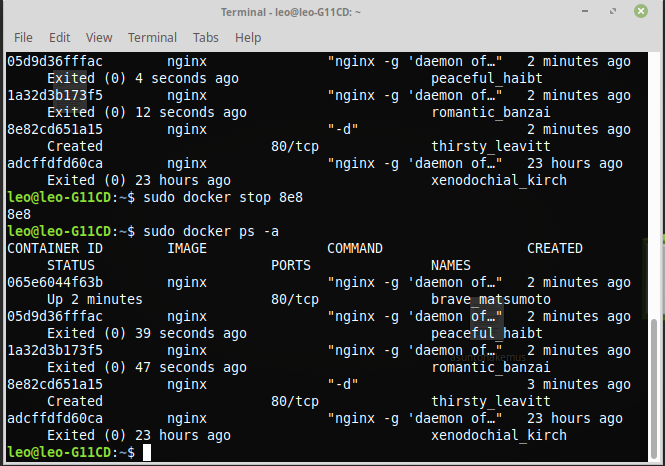 Terminal - leo@leo-G11CD: ~
File Edit View Terminal Tabs Help
05d9d36fffac        nginx               "nginx -g 'daemon of…"   2 minutes ago
     Exited (0) 4 seconds ago                        peaceful_haibt
1a32d3b173f5        nginx               "nginx -g 'daemon of…"   2 minutes ago
     Exited (0) 12 seconds ago                       romantic_banzai
8e82cd651a15        nginx               "-d"                     2 minutes ago
     Created                     80/tcp              thirsty_leavitt
adcffdfd60ca        nginx               "nginx -g 'daemon of…"   23 hours ago
     Exited (0) 23 hours ago                         xenodochial_kirch
leo@leo-G11CD:~$ sudo docker stop 8e8
8e8
leo@leo-G11CD:~$ sudo docker ps -a
CONTAINER ID        IMAGE               COMMAND                  CREATED
     STATUS                      PORTS               NAMES
065e6044f63b        nginx               "nginx -g 'daemon of…"   2 minutes ago
     Up 2 minutes                80/tcp              brave_matsumoto
05d9d36fffac        nginx               "nginx -g 'daemon of…"   2 minutes ago
     Exited (0) 39 seconds ago                       peaceful_haibt
1a32d3b173f5        nginx               "nginx -g 'daemon of…"   2 minutes ago
     Exited (0) 47 seconds ago                       romantic_banzai
8e82cd651a15        nginx               "-d"                     3 minutes ago
     Created                     80/tcp              thirsty_leavitt
adcffdfd60ca        nginx               "nginx -g 'daemon of…"   23 hours ago
     Exited (0) 23 hours ago                         xenodochial_kirch
leo@leo-G11CD:~$